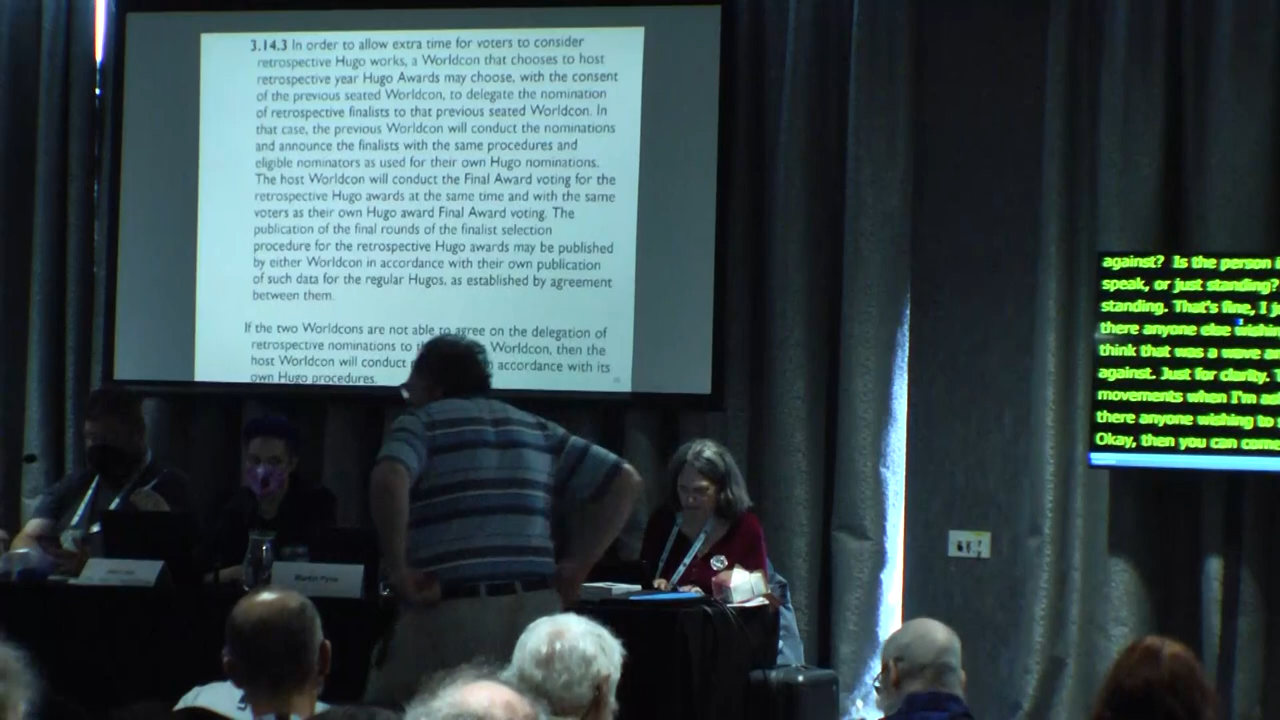 3.14.3 In order to allow extra time for voters to consider
retrospective Hugo works, a Worldcon that chooses to host
retrospective year Hugo Awards may choose, with the consent
of the previous seated Worldcon, to delegate the nomination
of retrospective finalists to that previous seated Worldcon. In
that case, the previous Worldcon will conduct the nominations
and announce the finalists with the same procedures and
eligible nominators as used for their own Hugo nominations.
The host Worldcon will conduct the Final Award voting for the
retrospective Hugo awards at the same time and with the same
voters as their own Hugo award Final Award voting. The
publication of the final rounds of the finalist selection
procedure for the retrospective Hugo awards may be published
by either Worldcon in accordance with their own publication
of such data for the regular Hugos, as established by agreement
between them.
If the two Worldcons are not able to agree on the delegation of
retrospective nominations to Worldcon, then the
host Worldcon will conduct accordance with its
own Hugo procedures.
against? Is the person
speak, or just standing?
standing. That's fine, I
there anyone else
think that was a wave
against. Just for clarity.
movements when I'm
there anyone wishing to
Okay, then you can come